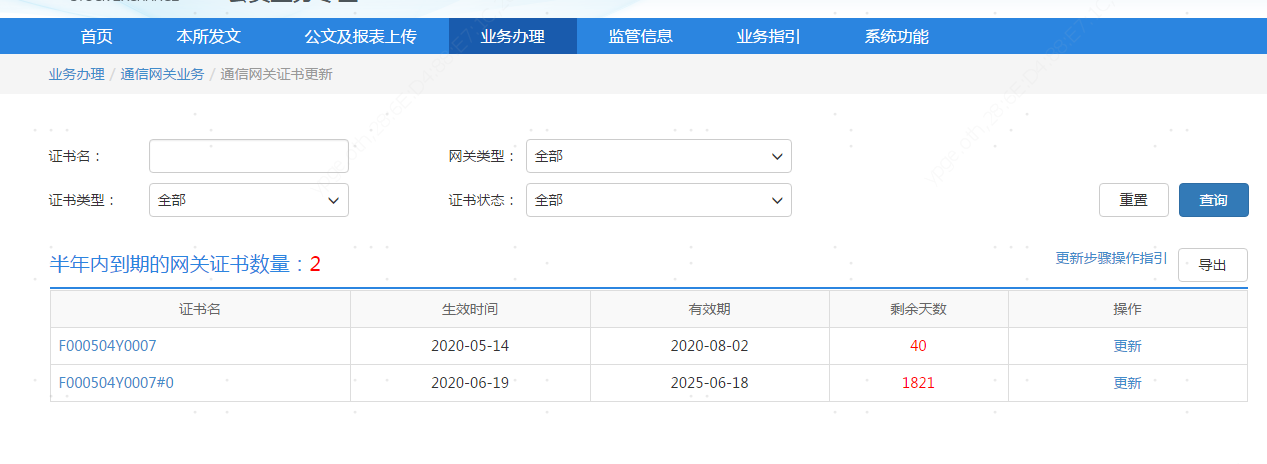 首页 本所发文 公文及报表上传 业务办理 监管信息 业务指引 系统功能
业务办理 / 通信网关业务 / 通信网关证书更新
证书名： 网关类型： 全部
证书类型： 全部 证书状态： 全部 重置 查询
半年内到期的网关证书数量：2 更新步骤操作指引 导出
证书名 生效时间 有效期 剩余天数 操作
F000504Y0007 2020-05-14 2020-08-02 40 更新
F000504Y0007#0 2020-06-19 2025-06-18 1821 更新